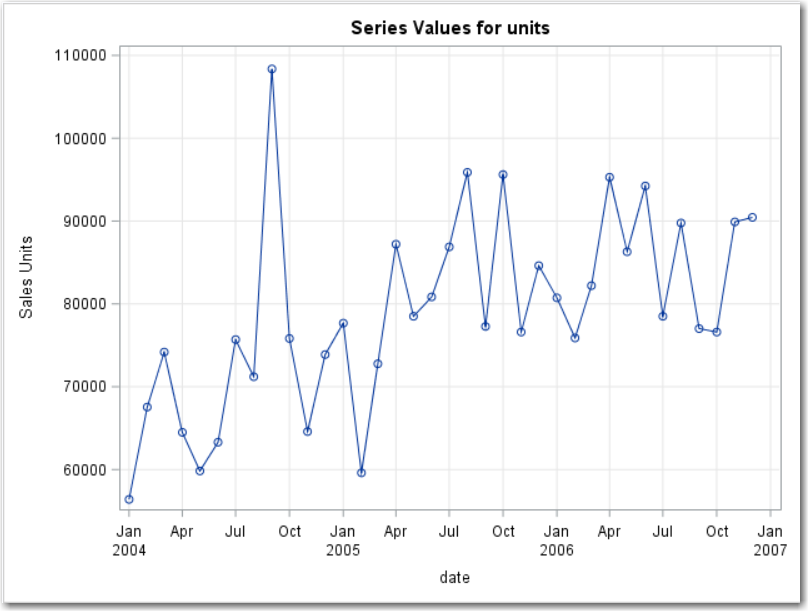 Series Values for units
110000
100000
90000
80000
70000
60000
Sales Units
Jan Apr Jul Oct Jan Apr Jul Oct Jan Apr Jul Oct Jan
2004 2005 2006 2007
date